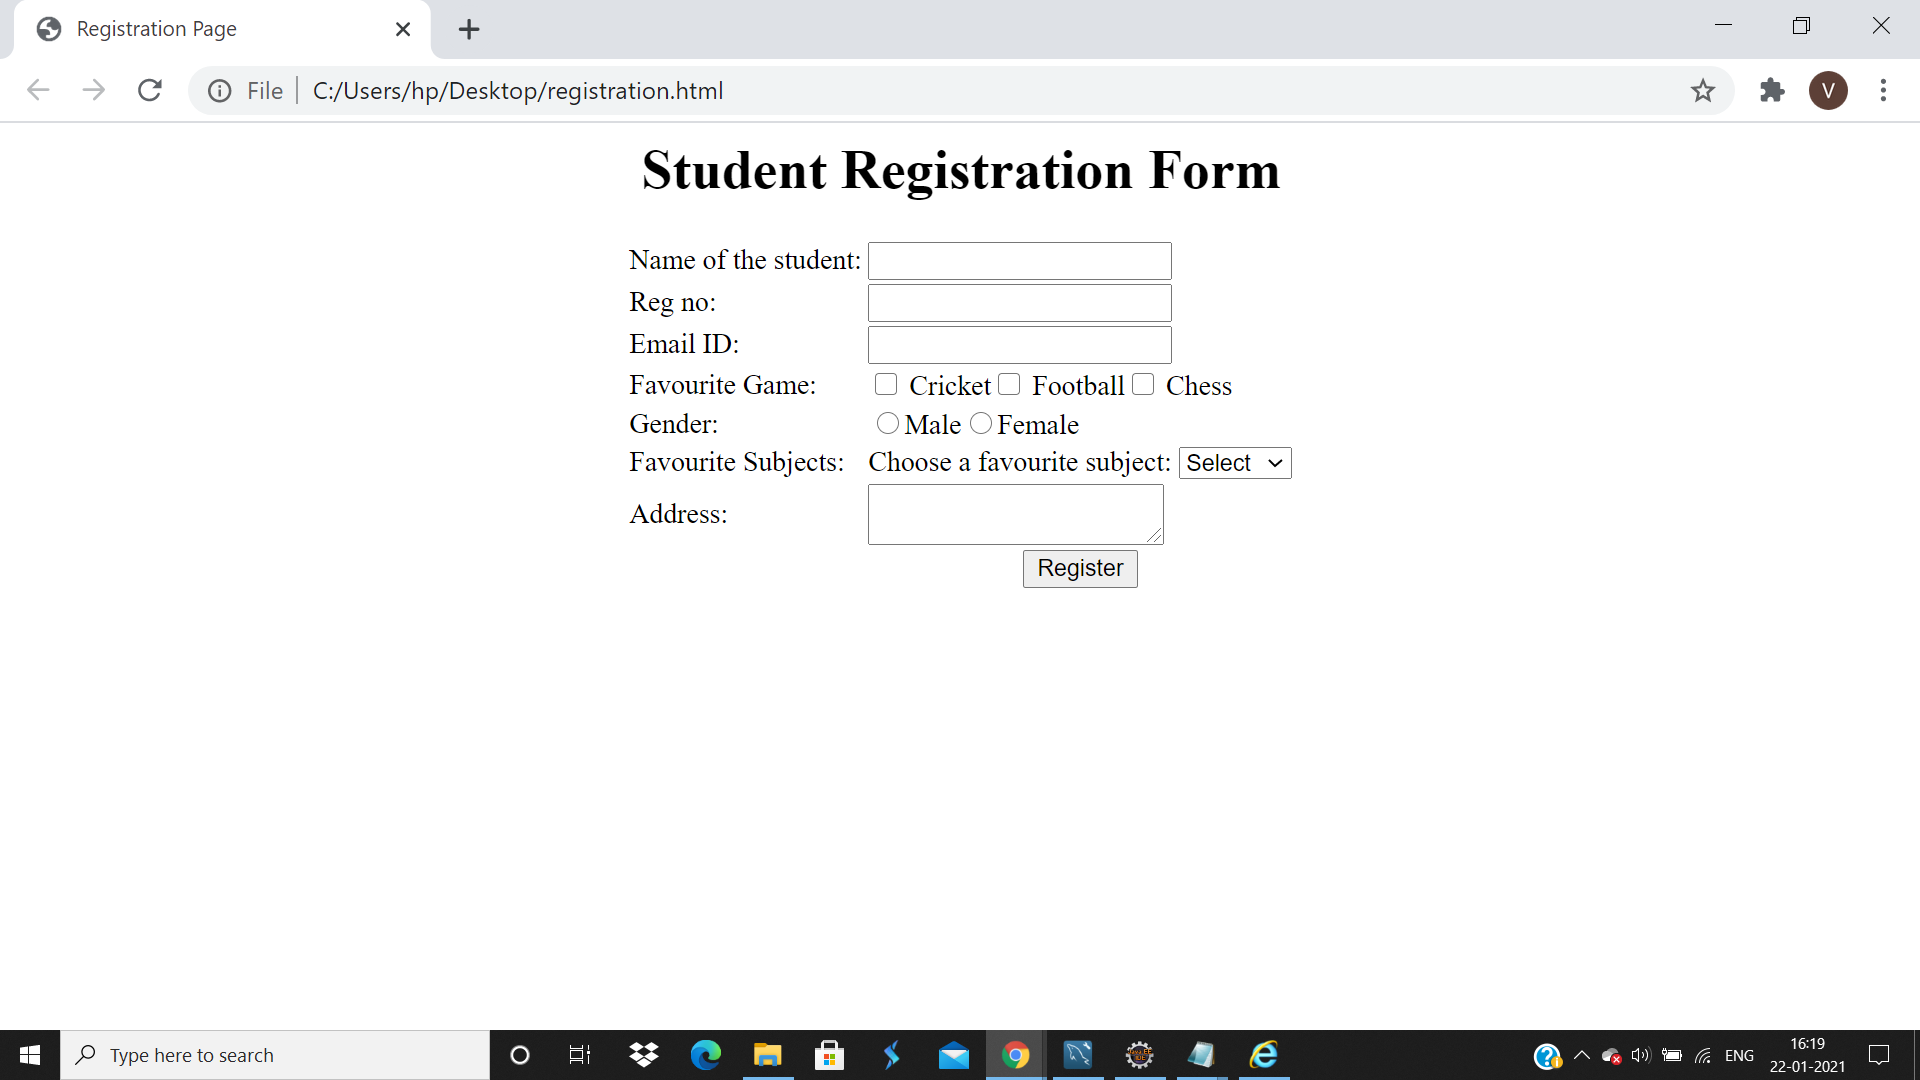 Registration Page
File
C:/Users/hp/Desktop/registration.html
V
Student Registration Form
Name of the student:
Reg no:
Email ID:
Favourite Game: Cricket Football Chess
Gender: Male Female
Favourite Subjects: Choose a favourite subject: Select
Address:
Register
Type here to search
ENG
16:19
22-01-2021